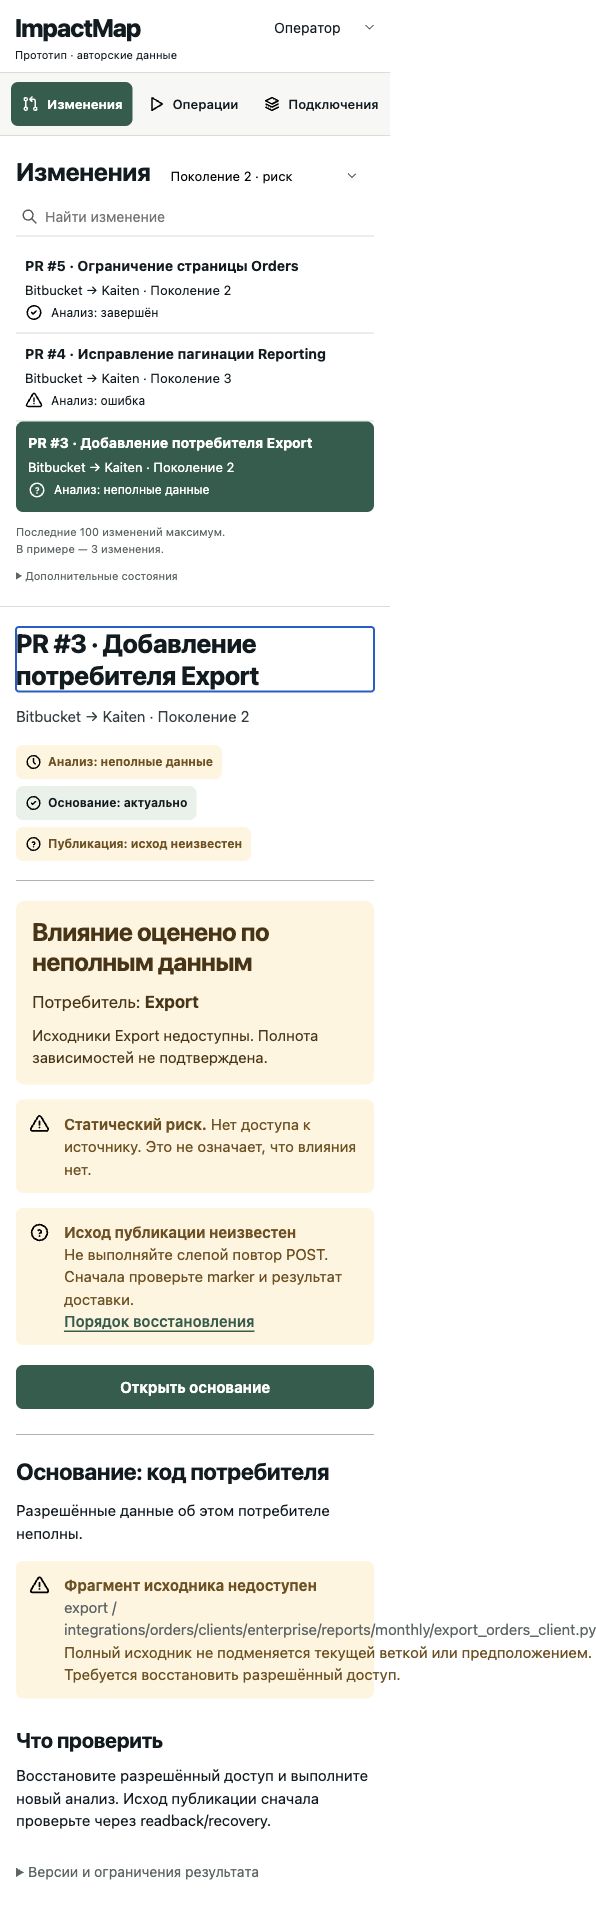 ImpactMap
Оператор
Прототип · авторские данные
Изменения
Операции
Подключения
Изменения
Поколение 2 · риск
Найти изменение
PR #5 · Ограничение страницы Orders
Bitbucket → Kaiten · Поколение 2
Анализ: завершён
PR #4 · Исправление пагинации Reporting
Bitbucket → Kaiten · Поколение 3
Анализ: ошибка
PR #3 · Добавление потребителя Export
Bitbucket → Kaiten · Поколение 2
Анализ: неполные данные
Последние 100 изменений максимум.
В примере — 3 изменения.
Дополнительные состояния
PR #3 · Добавление
потребителя Export
Bitbucket → Kaiten · Поколение 2
Анализ: неполные данные
Основание: актуально
Публикация: исход неизвестен
Влияние оценено по
неполным данным
Потребитель: Export
Исходники Export недоступны. Полнота
зависимостей не подтверждена.
Статический риск. Нет доступа к
источнику. Это не означает, что влияния
нет.
Исход публикации неизвестен
Не выполняйте слепой повтор POST.
Сначала проверьте marker и результат
доставки.
Порядок восстановления
Открыть основание
Основание: код потребителя
Разрешённые данные об этом потребителе
неполны.
Фрагмент исходника недоступен
export /
integrations/orders/clients/enterprise/reports/monthly/export_orders_client.py
Полный исходник не подменяется текущей веткой или предположением.
Требуется восстановить разрешённый доступ.
Что проверить
Восстановите разрешённый доступ и выполните
новый анализ. Исход публикации сначала
проверьте через readback/recovery.
Версии и ограничения результата